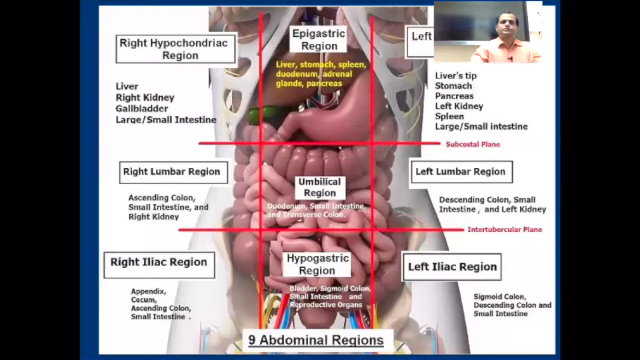 Right Hypochondriac
Region
Liver
Right Kidney
Gallbladder
Large/Small Intestine
Epigastric
Region
Liver, stomach, spleen,
duodenum, adrenal
glands, pancreas
Left
Liver's tip
Stomach
Pancreas
Left Kidney
Spleen
Large/Small intestine
Subcostal Plane
Right Lumbar Region
Ascending Colon,
Small Intestine, and
Right Kidney
Umbilical
Region
Duodenum, Small Intestine,
and Transverse Colon.
Left Lumbar Region
Descending Colon, Small
Intestine , and Left Kidney
Intertubercular Plane
Right Iliac Region
Appendix,
Cecum,
Ascending Colon,
Small Intestine .
Hypogastric
Region
Bladder, Sigmoid Colon,
Small Intestine and
Reproductive Organs
Left Iliac Region
Sigmoid Colon,
Descending Colon and
Small Intestine
9 Abdominal Regions